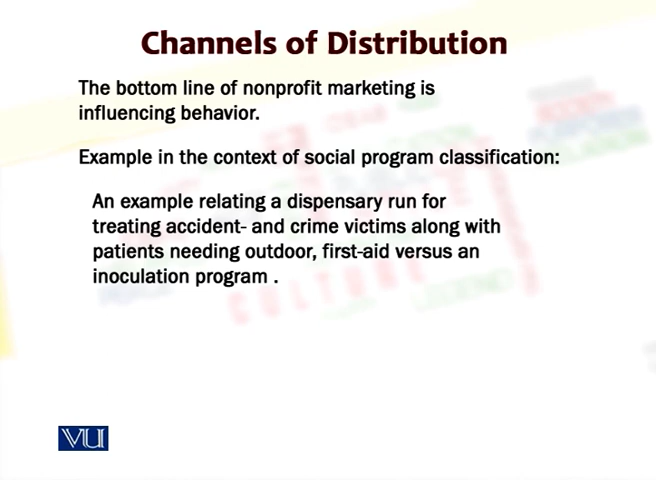 Channels of Distribution
The bottom line of nonprofit marketing is
influencing behavior.
Example in the context of social program classification:
An example relating a dispensary run for
treating accident- and crime victims along with
patients needing outdoor, first-aid versus an
inoculation program .
CULTURE
LEGEND
VU